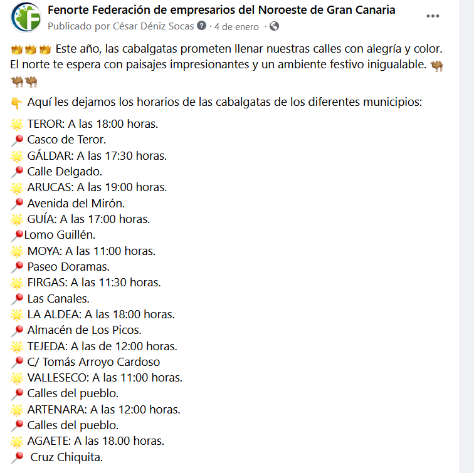 Fenorte Federación de empresarios del Noroeste de Gran Canaria
Publicado por César Déniz Socas · 4 de enero ·
👑👑👑 Este año, las cabalgatas prometen llenar nuestras calles con alegría y color.
El norte te espera con paisajes impresionantes y un ambiente festivo inigualable. 🐪
🐪🐪
👇 Aquí les dejamos los horarios de las cabalgatas de los diferentes municipios:
🌟 TEROR: A las 18:00 horas.
📍 Casco de Teror.
🌟 GÁLDAR: A las 17:30 horas.
📍 Calle Delgado.
🌟 ARUCAS: A las 19:00 horas.
📍 Avenida del Mirón.
🌟 GUÍA: A las 17:00 horas.
📍Lomo Guillén.
🌟 MOYA: A las 11:00 horas.
📍 Paseo Doramas.
🌟 FIRGAS: A las 11:30 horas.
📍 Las Canales.
🌟 LA ALDEA: A las 18:00 horas.
📍 Almacén de Los Picos.
🌟 TEJEDA: A las de 12:00 horas.
📍 C/ Tomás Arroyo Cardoso
🌟 VALLESECO: A las 11:00 horas.
📍 Calles del pueblo.
🌟 ARTENARA: A las 12:00 horas.
📍 Calles del pueblo.
🌟 AGAETE: A las 18.00 horas.
📍 Cruz Chiquita.